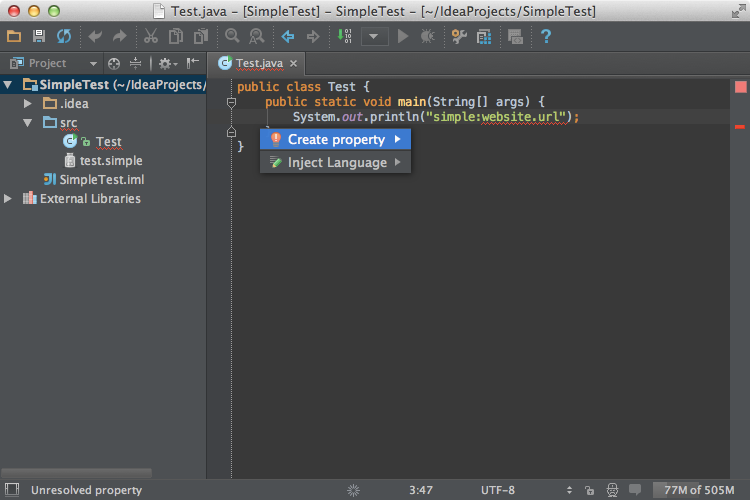 Test.java - [SimpleTest] - SimpleTest - [~/IdeaProjects/SimpleTest]
Project
Test.java
SimpleTest (~/IdeaProjects/
.idea
src
Test
test.simple
SimpleTest.iml
External Libraries
public class Test {
public static void main(String[] args) {
System.out.println("simple:website.url");
}
Create property
Inject Language
Unresolved property
3:47
UTF-8
77M of 505M